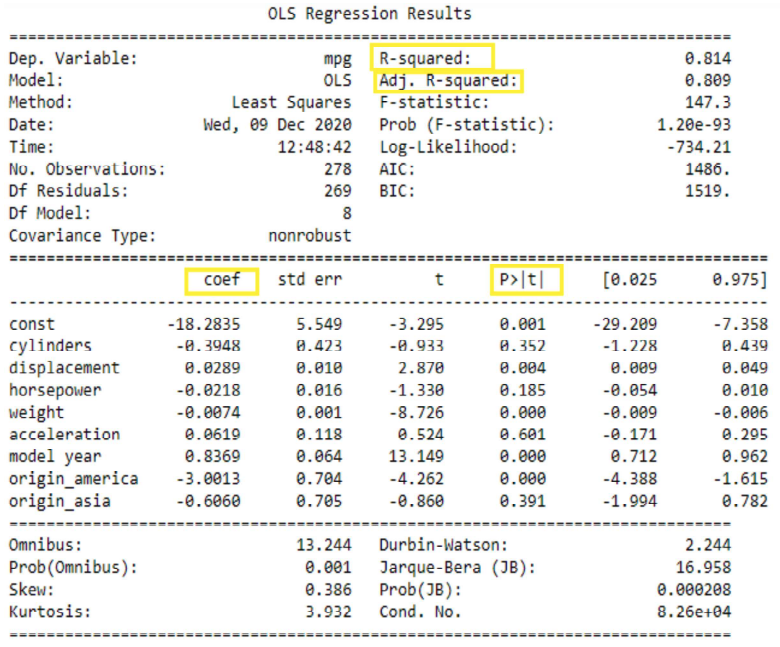 OLS Regression Results
==============================================================================
Dep. Variable: mpg R-squared: 0.814
Model: OLS Adj. R-squared: 0.809
Method: Least Squares F-statistic: 147.3
Date: Wed, 09 Dec 2020 Prob (F-statistic): 1.20e-93
Time: 12:48:42 Log-Likelihood: -734.21
No. Observations: 278 AIC: 1486.
Df Residuals: 269 BIC: 1519.
Df Model: 8
Covariance Type: nonrobust
==================================================================================
coef std err t P>|t| [0.025 0.975]
----------------------------------------------------------------------------------
const -18.2835 5.549 -3.295 0.001 -29.209 -7.358
cylinders -0.3948 0.423 -0.933 0.352 -1.228 0.439
displacement 0.0289 0.010 2.870 0.004 0.009 0.049
horsepower -0.0218 0.016 -1.330 0.185 -0.054 0.010
weight -0.0074 0.001 -8.726 0.000 -0.009 -0.006
acceleration 0.0619 0.118 0.524 0.601 -0.171 0.295
model year 0.8369 0.064 13.149 0.000 0.712 0.962
origin_america -3.0013 0.704 -4.262 0.000 -4.388 -1.615
origin_asia -0.6060 0.705 -0.860 0.391 -1.994 0.782
==============================================================================
Omnibus: 13.244 Durbin-Watson: 2.244
Prob(Omnibus): 0.001 Jarque-Bera (JB): 16.958
Skew: 0.386 Prob(JB): 0.000208
Kurtosis: 3.932 Cond. No. 8.26e+04
==============================================================================